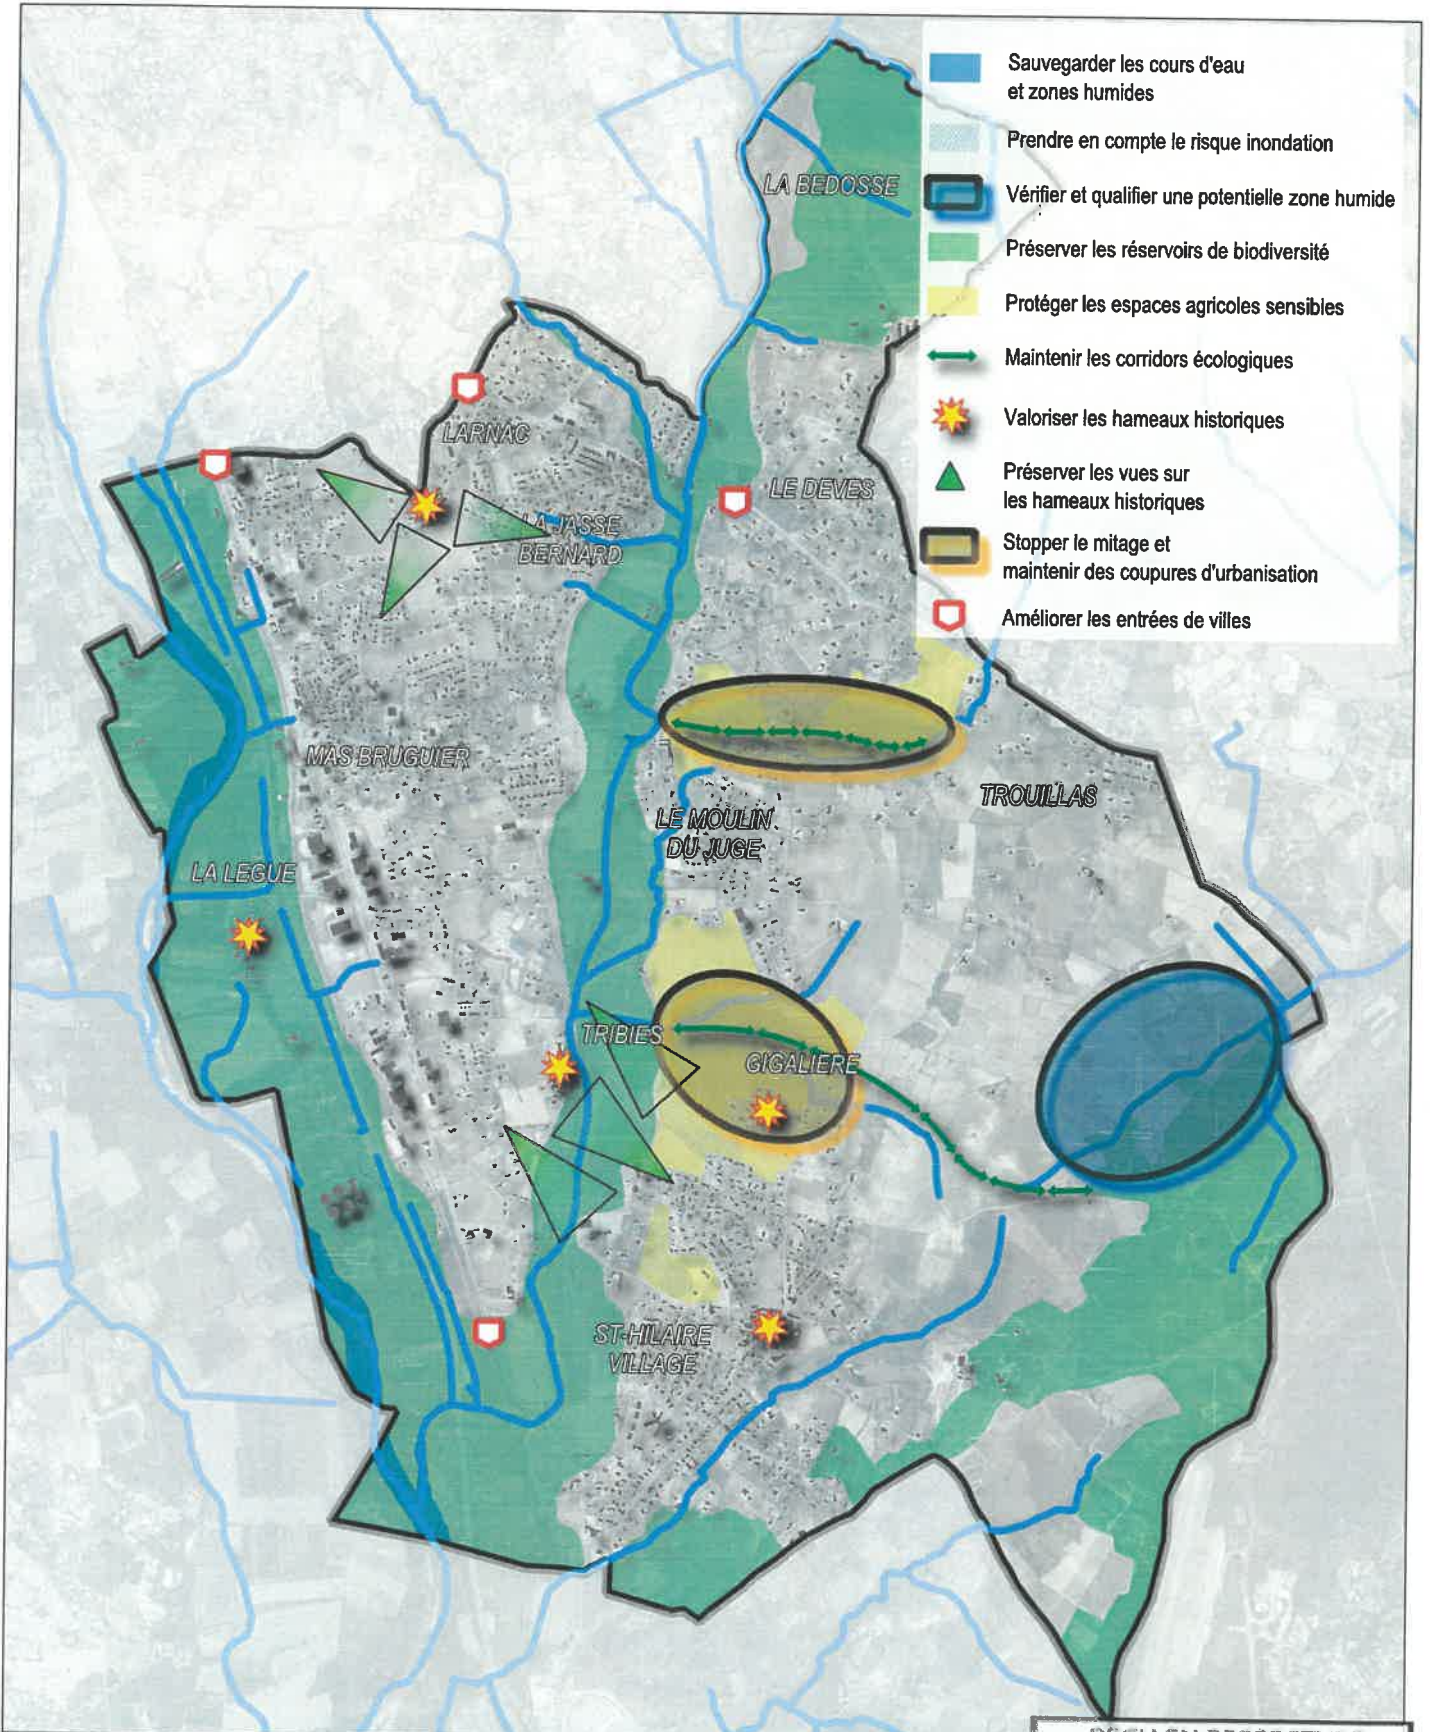 Sauvegarder les cours d'eau
et zones humides
Prendre en compte le risque inondation
LA BEDOSSE
Vérifier et qualifier une potentielle zone humide
Préserver les réservoirs de biodiversité
Protéger les espaces agricoles sensibles
Maintenir les corridors écologiques
Valoriser les hameaux historiques
LARNAC
Préserver les vues sur
les hameaux historiques
LE DEVES
LA JASSE
BERNARD
Stopper le mitage et
maintenir des coupures d'urbanisation
Améliorer les entrées de villes
MAS BRUGUIER
TROUILLAS
LE MOULIN
DU JUGE
LA LEGUE
TRIBIES
GIGALIERE
ST-HILAIRE
VILLAGE